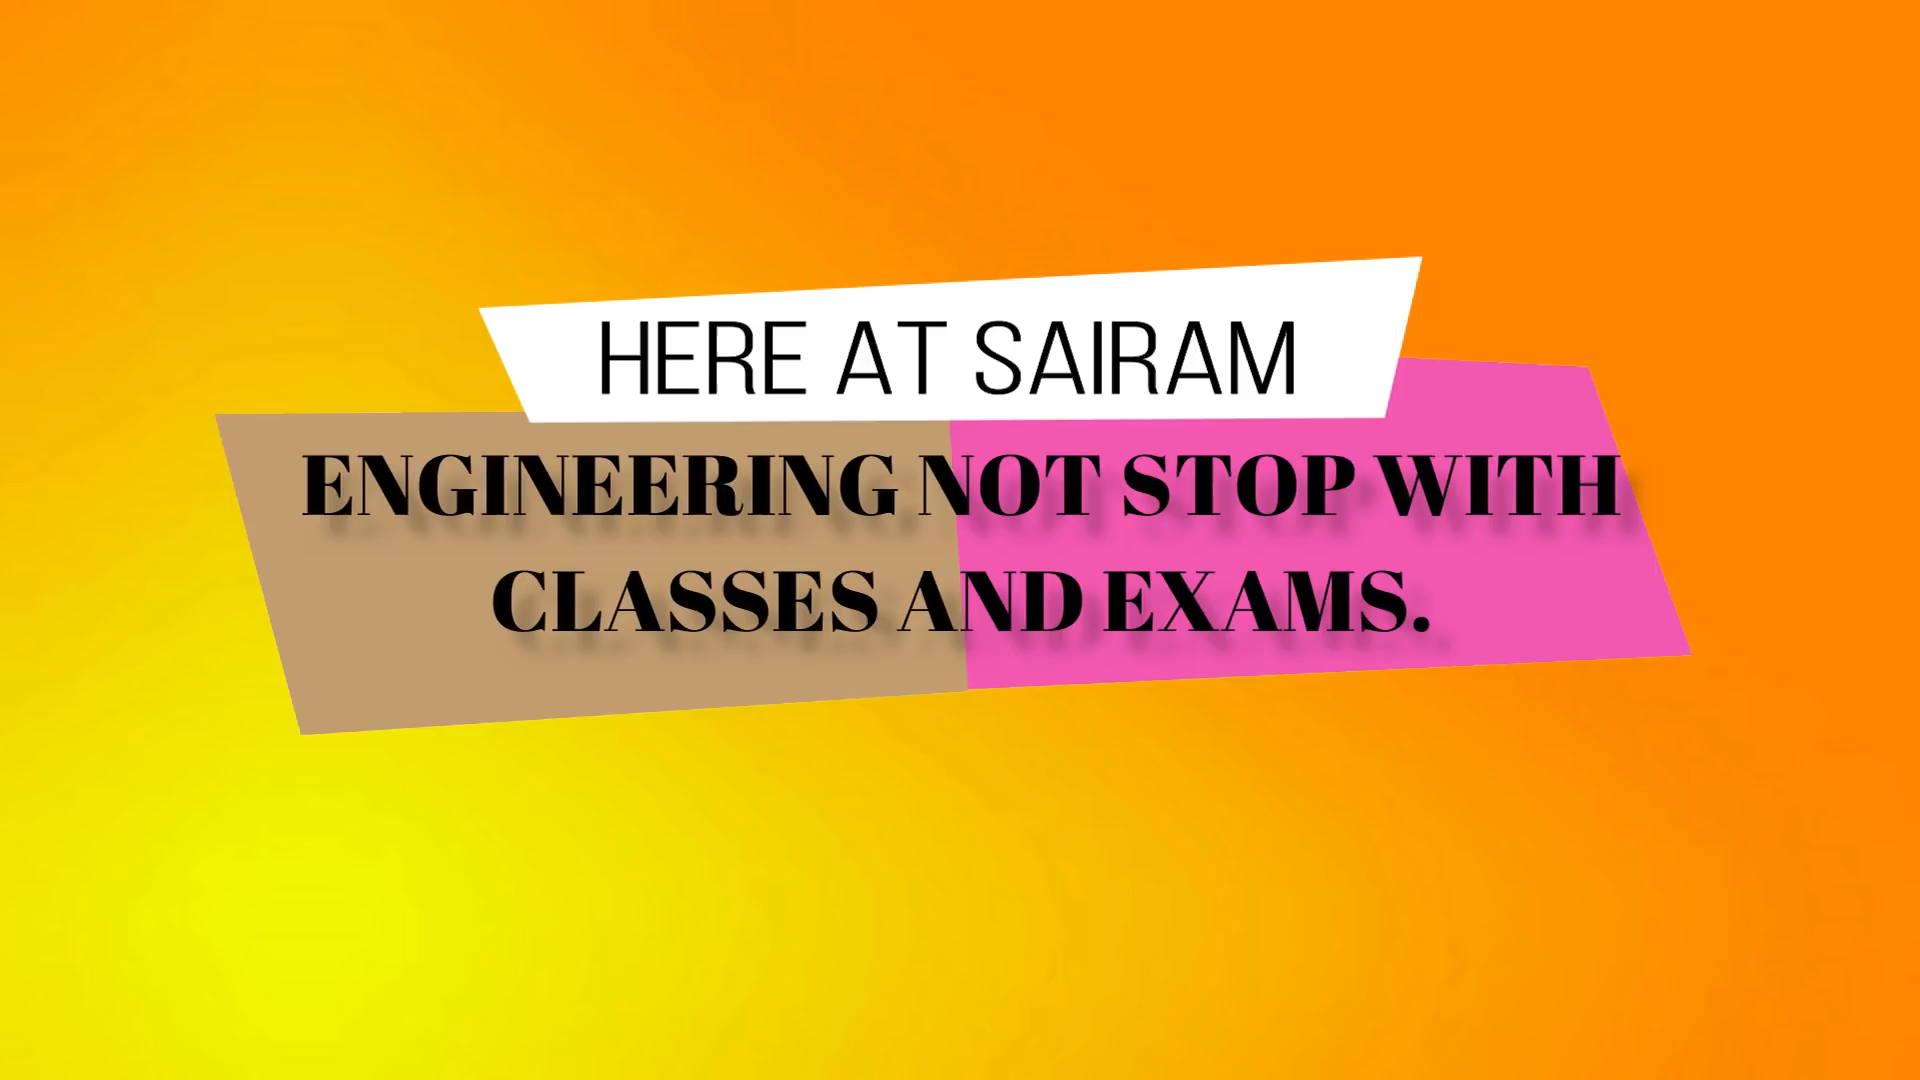 HERE AT SAIRAM
ENGINEERING NOT STOP WITH
CLASSES AND EXAMS.